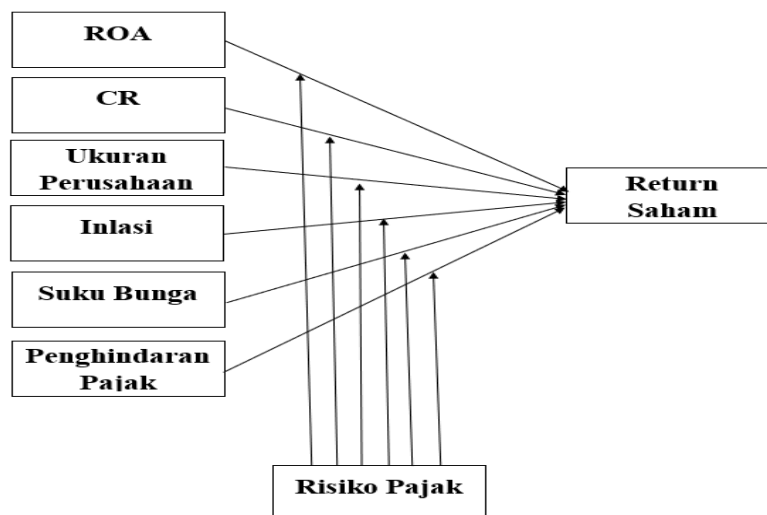 ROA
CR
Ukuran
Perusahaan
Inlasi
Suku Bunga
Penghindaran
Pajak
Return
Saham
Risiko Pajak